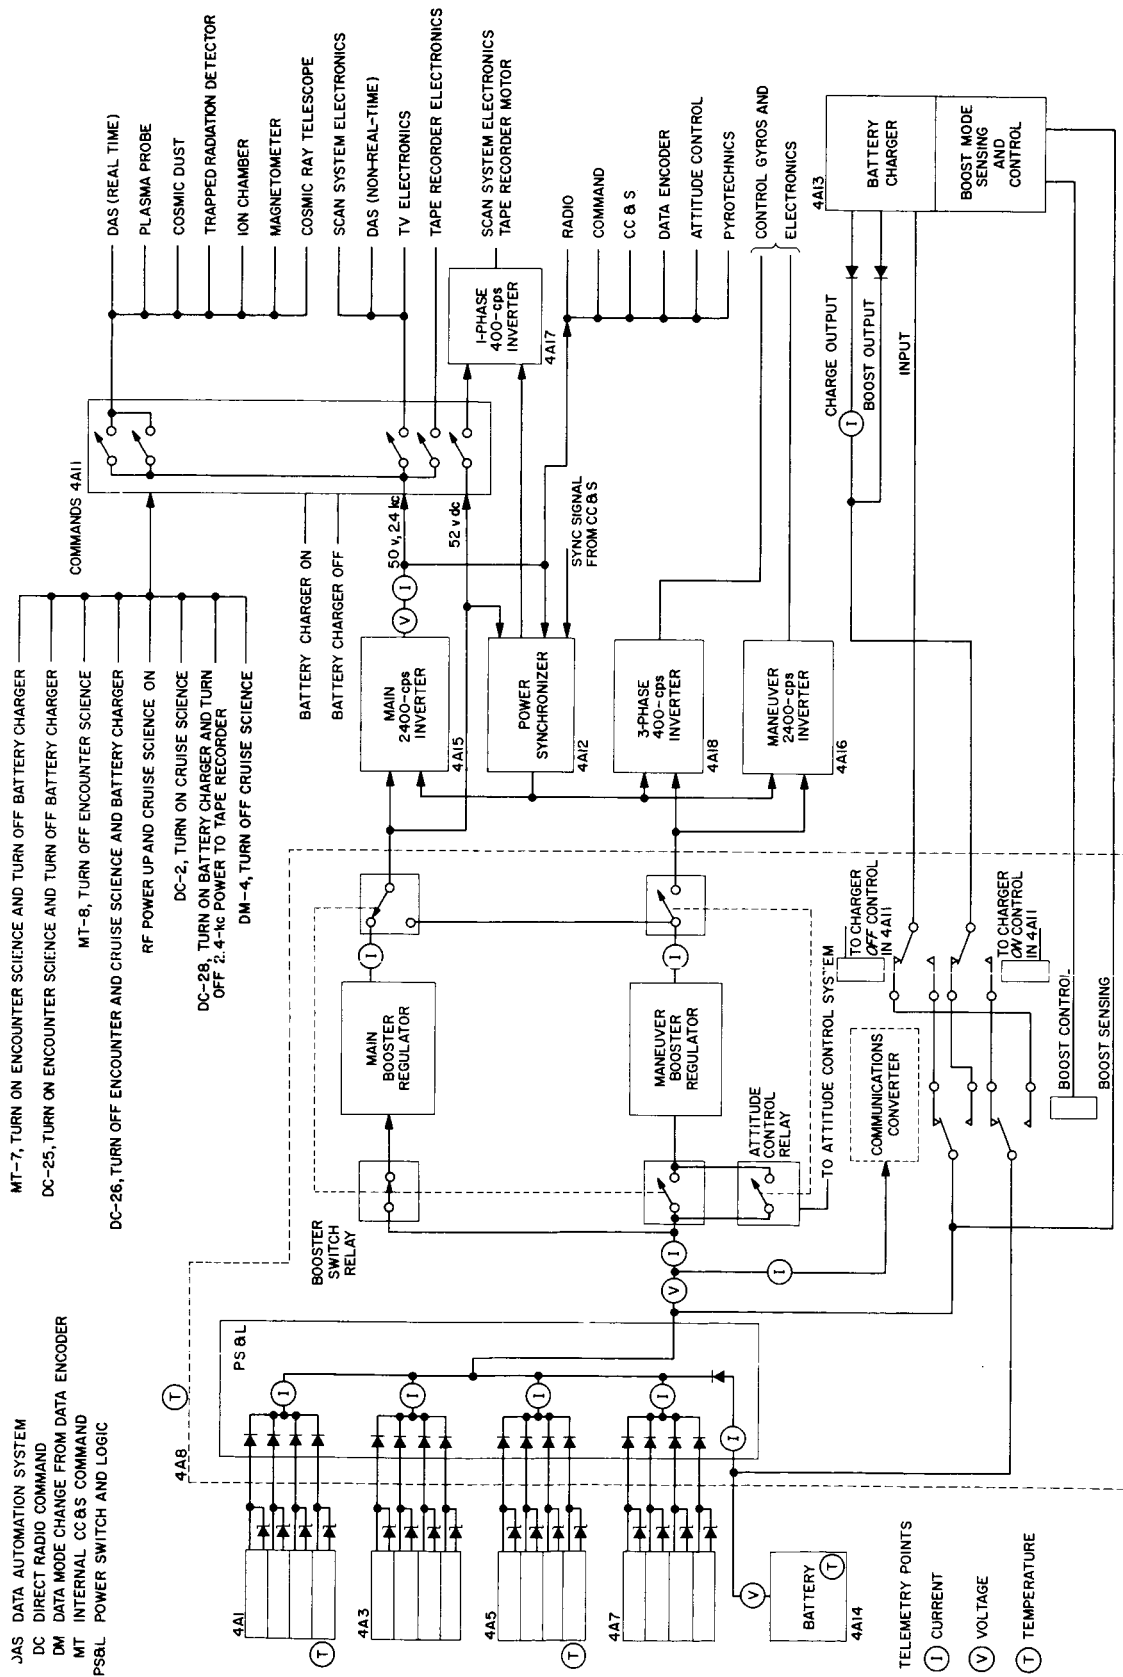 DAS DATA AUTOMATION SYSTEM
DC DIRECT RADIO COMMAND
DM DATA MODE CHANGE FROM DATA ENCODER
MT INTERNAL CC&S COMMAND
PS&L POWER SWITCH AND LOGIC
MT-7, TURN ON ENCOUNTER SCIENCE AND TURN OFF BATTERY CHARGER
DC-25, TURN ON ENCOUNTER SCIENCE AND TURN OFF BATTERY CHARGER
MT-8, TURN OFF ENCOUNTER SCIENCE
DC-26, TURN OFF ENCOUNTER AND CRUISE SCIENCE AND BATTERY CHARGER
RF POWER UP AND CRUISE SCIENCE ON
DC-2, TURN ON CRUISE SCIENCE
DC-28, TURN ON BATTERY CHARGER AND TURN
OFF 2.4-kc POWER TO TAPE RECORDER
DM-4, TURN OFF CRUISE SCIENCE
COMMANDS 4A11
BATTERY CHARGER ON
BATTERY CHARGER OFF
DAS (REAL TIME)
PLASMA PROBE
COSMIC DUST
TRAPPED RADIATION DETECTOR
ION CHAMBER
MAGNETOMETER
COSMIC RAY TELESCOPE
SCAN SYSTEM ELECTRONICS
DAS (NON-REAL-TIME)
TV ELECTRONICS
TAPE RECORDER ELECTRONICS
SCAN SYSTEM ELECTRONICS
TAPE RECORDER MOTOR
RADIO
COMMAND
CC & S
DATA ENCODER
ATTITUDE CONTROL
PYROTECHNICS
CONTROL GYROS AND
ELECTRONICS
4A8
T
PS&L
4A1
T
I
4A3
I
4A5
T
I
4A7
I
I
V
BATTERY
T
4A14
BOOSTER
SWITCH
RELAY
MAIN
BOOSTER
REGULATOR
I
V
I
I
MANEUVER
BOOSTER
REGULATOR
I
ATTITUDE
CONTROL
RELAY
TO ATTITUDE CONTROL SYSTEM
COMMUNICATIONS
CONVERTER
MAIN
2400-cps
INVERTER
4A15
V
I
50 v, 2.4 kc
52 v dc
POWER
SYNCHRONIZER
4A12
SYNC SIGNAL
FROM CC & S
1-PHASE
400-cps
INVERTER
4A17
3-PHASE
400-cps
INVERTER
4A18
MANEUVER
2400-cps
INVERTER
4A16
TO CHARGER
OFF CONTROL
IN 4A11
TO CHARGER
ON CONTROL
IN 4A11
BOOST CONTROL
BOOST SENSING
CHARGE OUTPUT
I
BOOST OUTPUT
INPUT
4A13
BATTERY
CHARGER
BOOST MODE
SENSING
AND
CONTROL
TELEMETRY POINTS
I CURRENT
V VOLTAGE
T TEMPERATURE